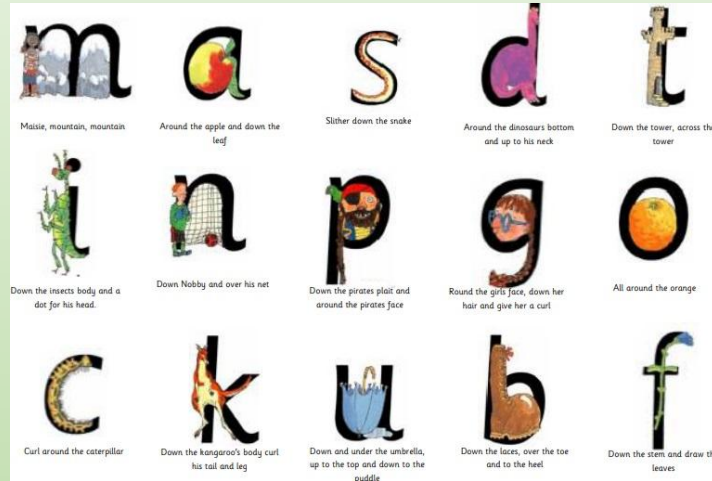 m a s d t
Maisie, mountain, mountain
Around the apple and down the
leaf
Slither down the snake
Around the dinosaurs bottom
and up to his neck
Down the tower, across the
tower
i n p g o
Down the insects body and a
dot for his head.
Down Nobby and over his net
Down the pirates plait and
around the pirates face
Round the girls face, down her
hair and give her a curl
All around the orange
c k u b f
Curl around the caterpillar
Down the kangaroo's body curl
his tail and leg
Down and under the umbrella,
up to the top and down to the
puddle
Down the laces, over the toe
and to the heel
Down the stem and draw th
leaves